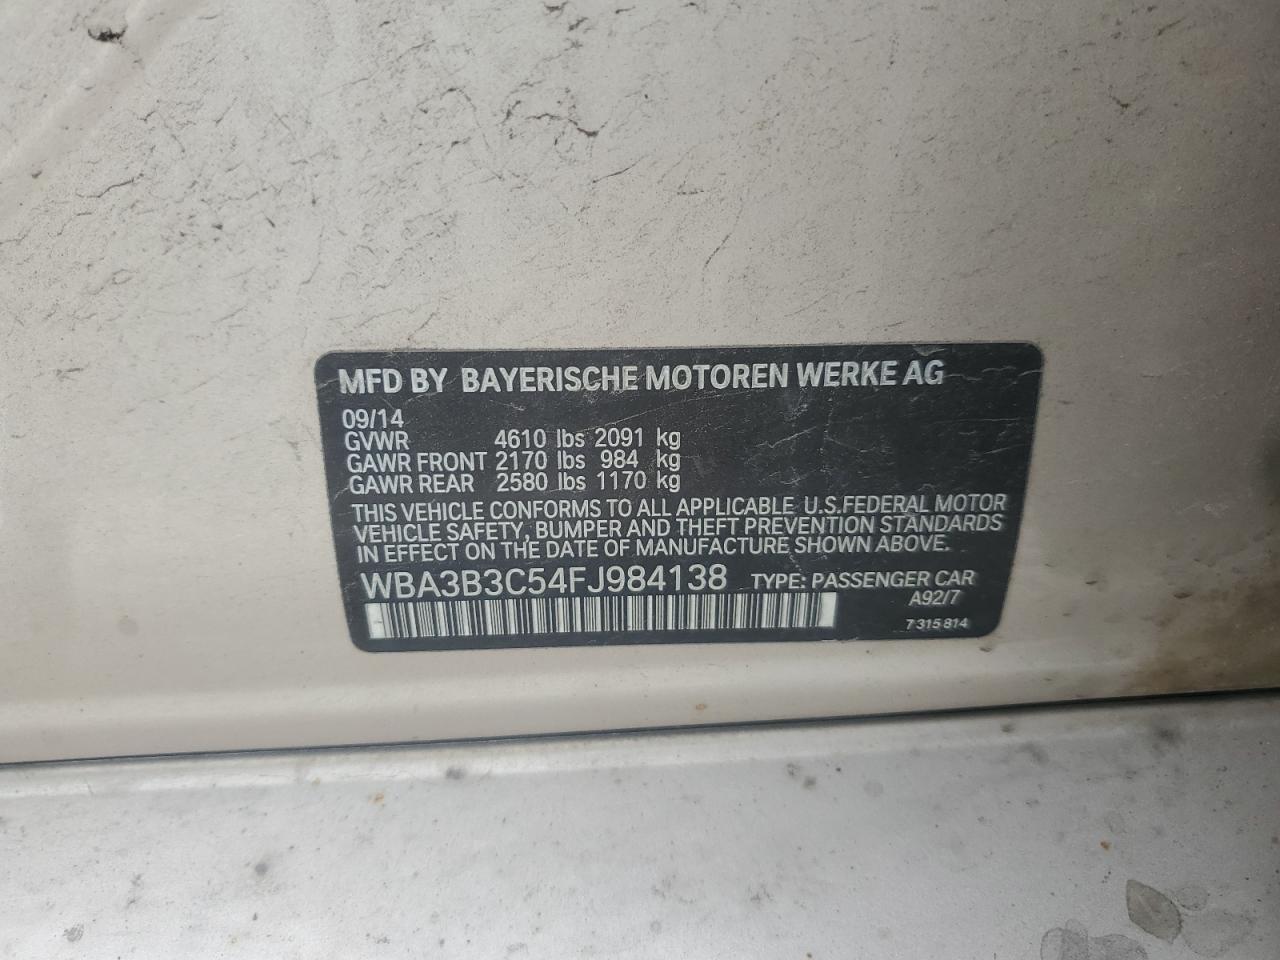 MFD BY BAYERISCHE MOTOREN WERKE AG
09/14
GVWR 4610 lbs 2091 kg
GAWR FRONT 2170 lbs 984 kg
GAWR REAR 2580 lbs 1170 kg
THIS VEHICLE CONFORMS TO ALL APPLICABLE U.S.FEDERAL MOTOR
VEHICLE SAFETY, BUMPER AND THEFT PREVENTION STANDARDS
IN EFFECT ON THE DATE OF MANUFACTURE SHOWN ABOVE.
WBA3B3C54FJ984138 TYPE: PASSENGER CAR
A92/7
7 315 814